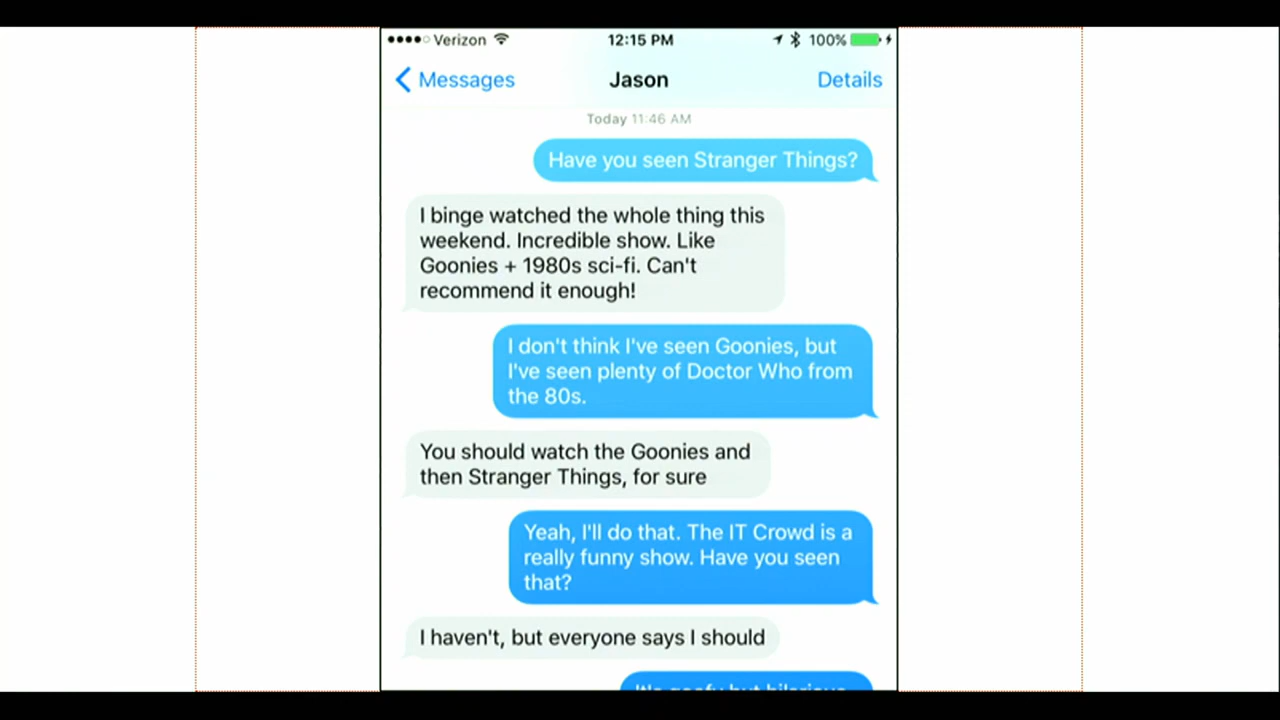 Verizon 12:15 PM 100%
Messages Jason Details
Today 11:46 AM
Have you seen Stranger Things?
I binge watched the whole thing this
weekend. Incredible show. Like
Goonies + 1980s sci-fi. Can't
recommend it enough!
I don't think I've seen Goonies, but
I've seen plenty of Doctor Who from
the 80s.
You should watch the Goonies and
then Stranger Things, for sure
Yeah, I'll do that. The IT Crowd is a
really funny show. Have you seen
that?
I haven't, but everyone says I should
It's goofy but hilarious